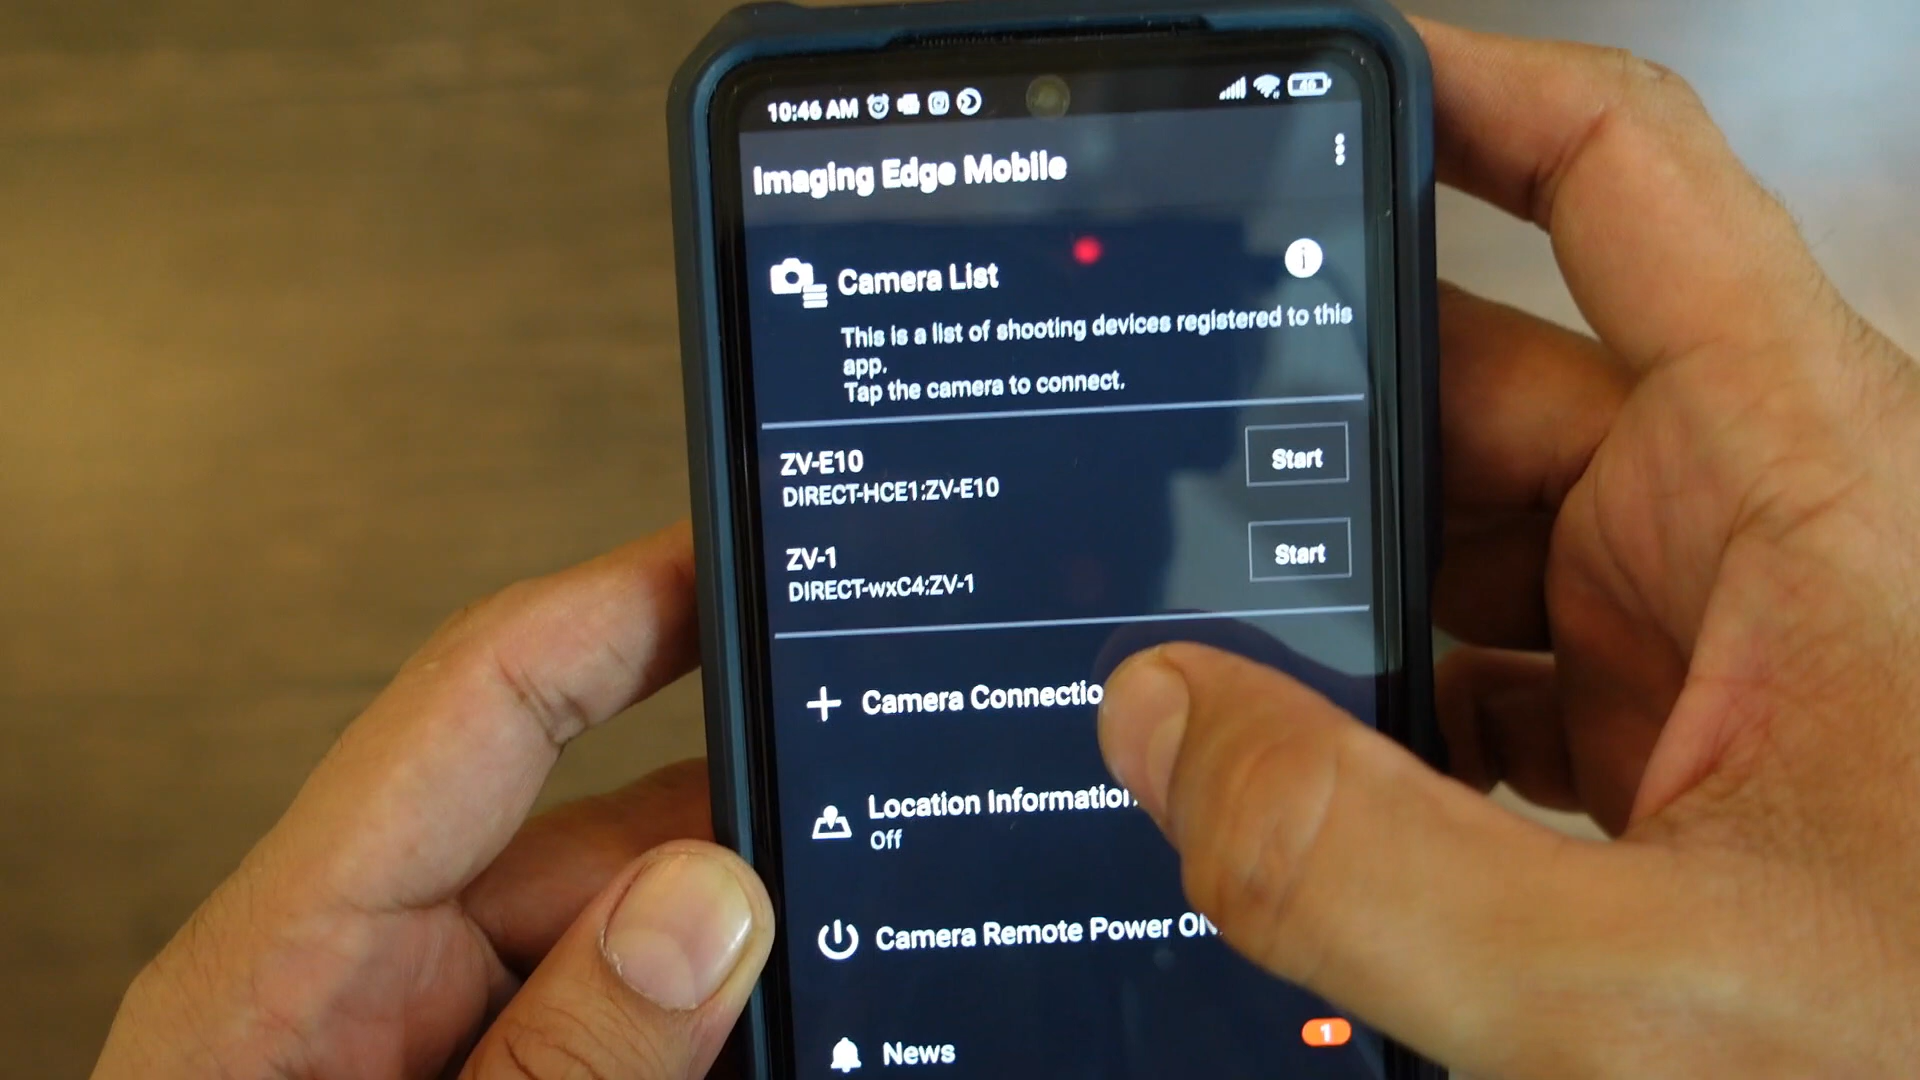 10:46 AM
Imaging Edge Mobile
Camera List
This is a list of shooting devices registered to this
app.
Tap the camera to connect.
ZV-E10
DIRECT-HCE1:ZV-E10
Start
ZV-1
DIRECT-wxC4:ZV-1
Start
Camera Connectio
Location Information
Off
Camera Remote Power ON
News
1